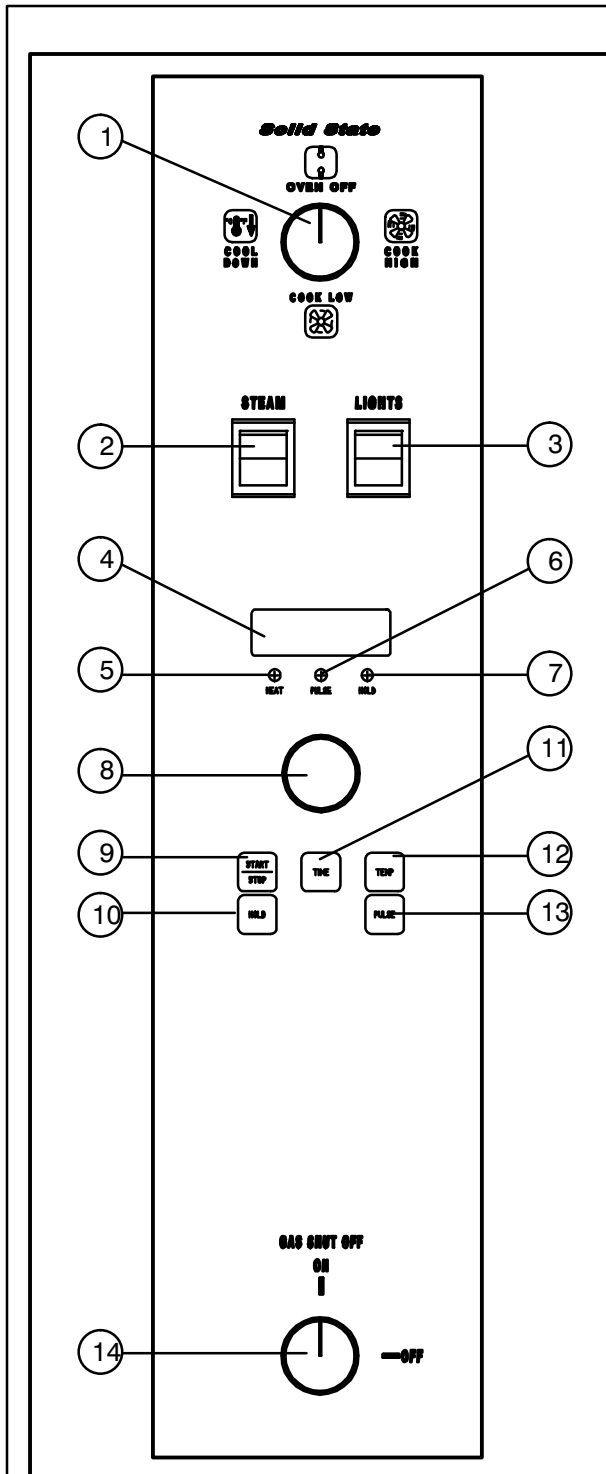 Solid State
1
OVEN OFF
COOL
DOWN
COOK
HIGH
COOK LOW
STEAM
LIGHTS
2
3
4
6
5
HEAT
PULSE
HOLD
7
8
11
9
START
STOP
TIME
TEMP
12
10
HOLD
PULSE
13
GAS SHUT OFF
ON
14
OFF